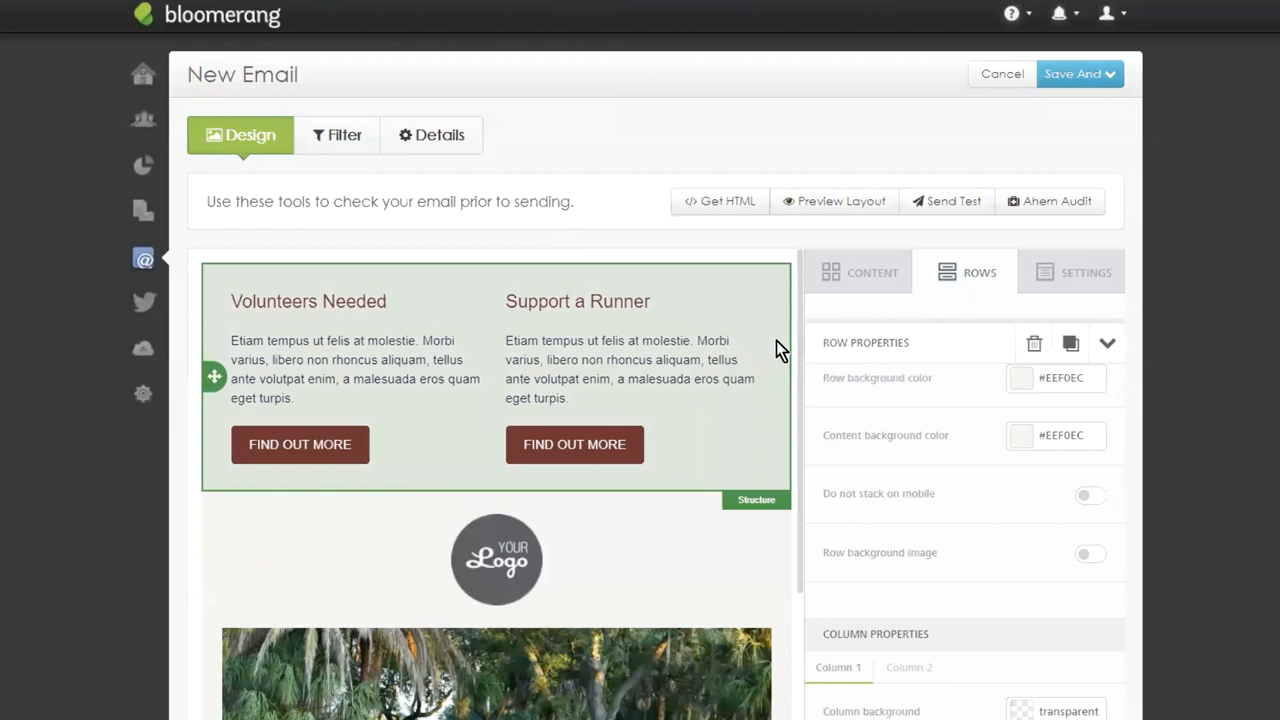 bloomerang
New Email
Cancel
Save And
Design
Filter
Details
Use these tools to check your email prior to sending.
</> Get HTML
Preview Layout
Send Test
Ahern Audit
@
CONTENT
ROWS
SETTINGS
Volunteers Needed
Etiam tempus ut felis at molestie. Morbi
varius, libero non rhoncus aliquam, tellus
ante volutpat enim, a malesuada eros quam
eget turpis.
FIND OUT MORE
Support a Runner
Etiam tempus ut felis at molestie. Morbi
varius, libero non rhoncus aliquam, tellus
ante volutpat enim, a malesuada eros quam
eget turpis.
FIND OUT MORE
Structure
YOUR
Logo
ROW PROPERTIES
Row background color
#EEF0EC
Content background color
#EEF0EC
Do not stack on mobile
Row background image
COLUMN PROPERTIES
Column 1
Column 2
Column background
transparent